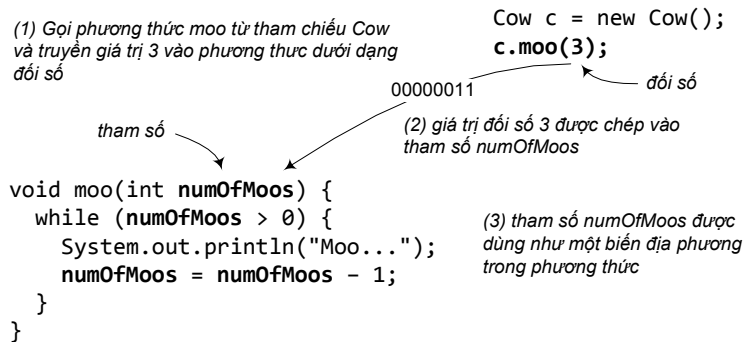 (1) Gọi phương thức moo từ tham chiếu Cow
và truyền giá trị 3 vào phương thưc dưới dạng
đối số
Cow c = new Cow();
c.moo(3);
đối số
00000011
(2) giá trị đối số 3 được chép vào
tham số numOfMoos
tham số
void moo(int numOfMoos) {
  while (numOfMoos > 0) {
    System.out.println("Moo...");
    numOfMoos = numOfMoos – 1;
  }
}
(3) tham số numOfMoos được
dùng như một biến địa phương
trong phương thức